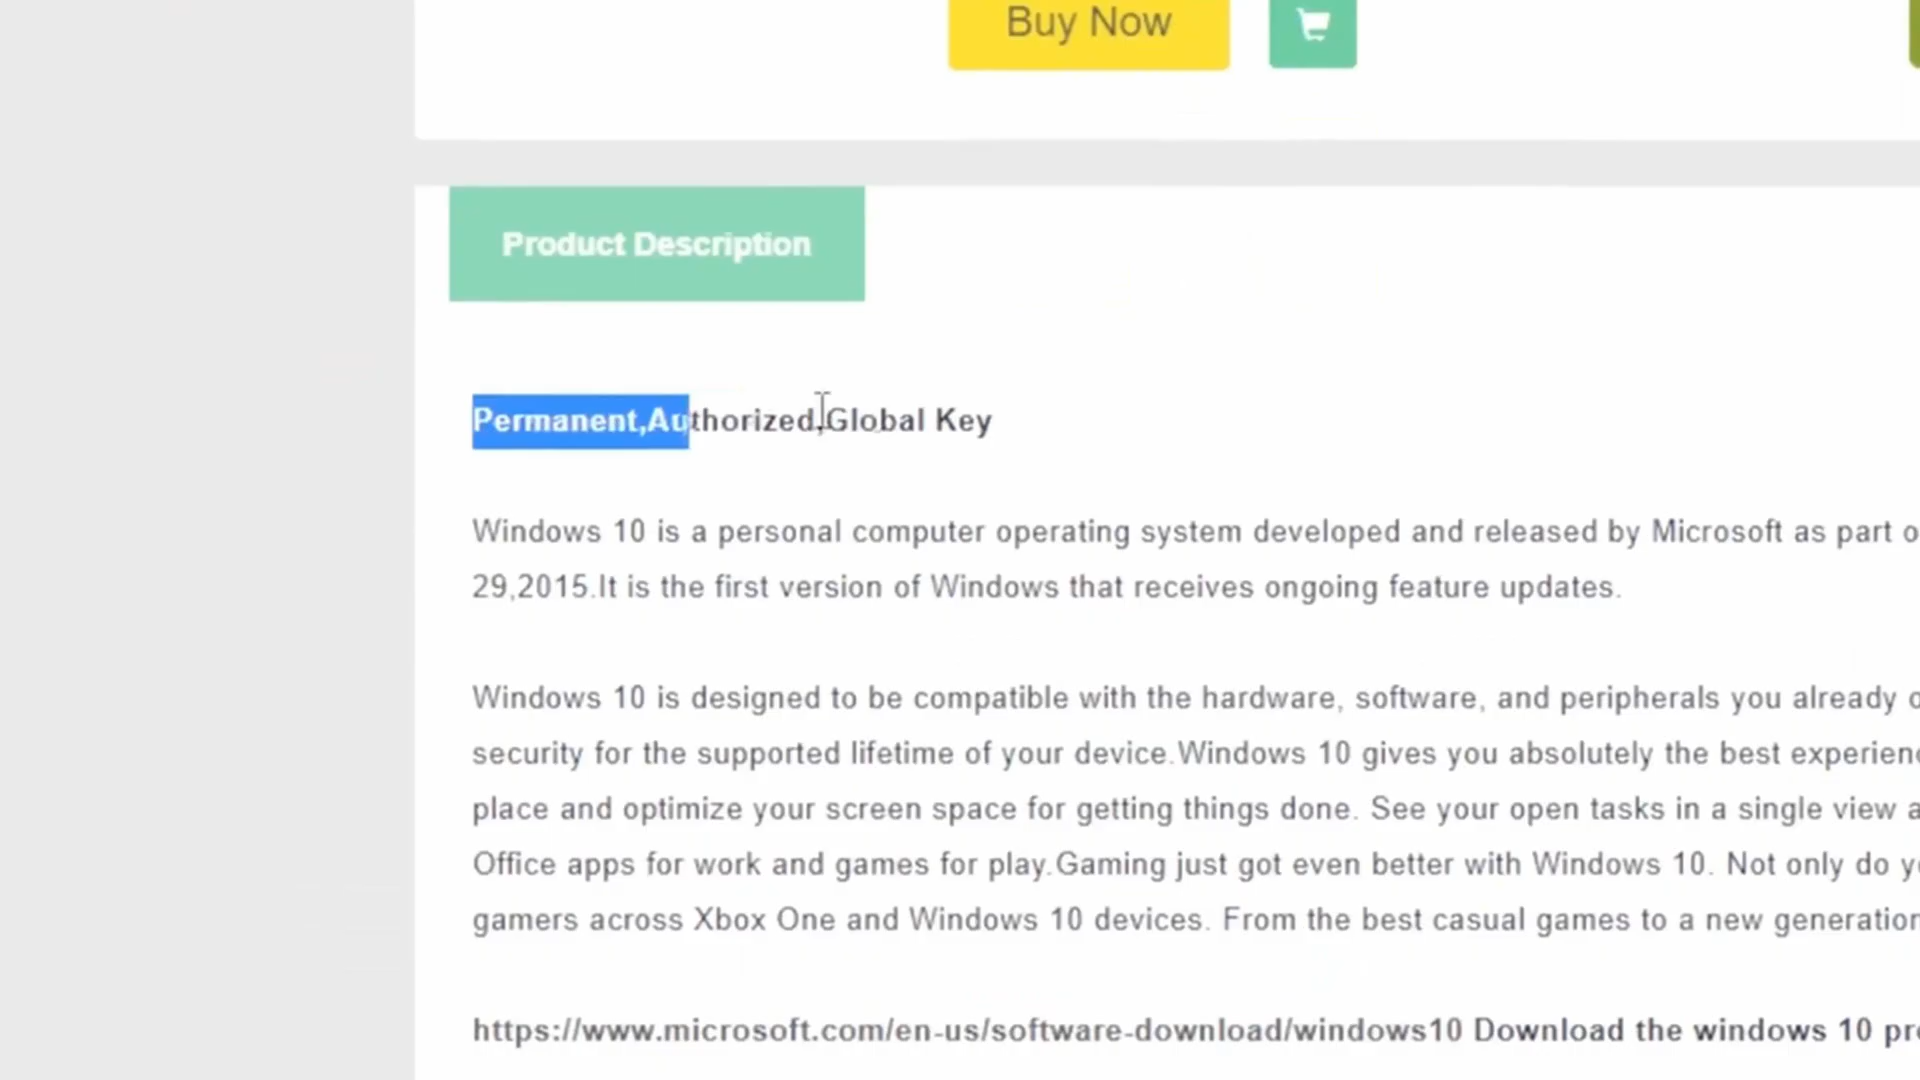 Buy Now
Product Description
Permanent,Authorized,Global Key
Windows 10 is a personal computer operating system developed and released by Microsoft as part
29,2015.It is the first version of Windows that receives ongoing feature updates.
Windows 10 is designed to be compatible with the hardware, software, and peripherals you already
security for the supported lifetime of your device.Windows 10 gives you absolutely the best
place and optimize your screen space for getting things done. See your open tasks in a single view
Office apps for work and games for play.Gaming just got even better with Windows 10. Not only do
gamers across Xbox One and Windows 10 devices. From the best casual games to a new generation
https://www.microsoft.com/en-us/software-download/windows10 Download the windows 10